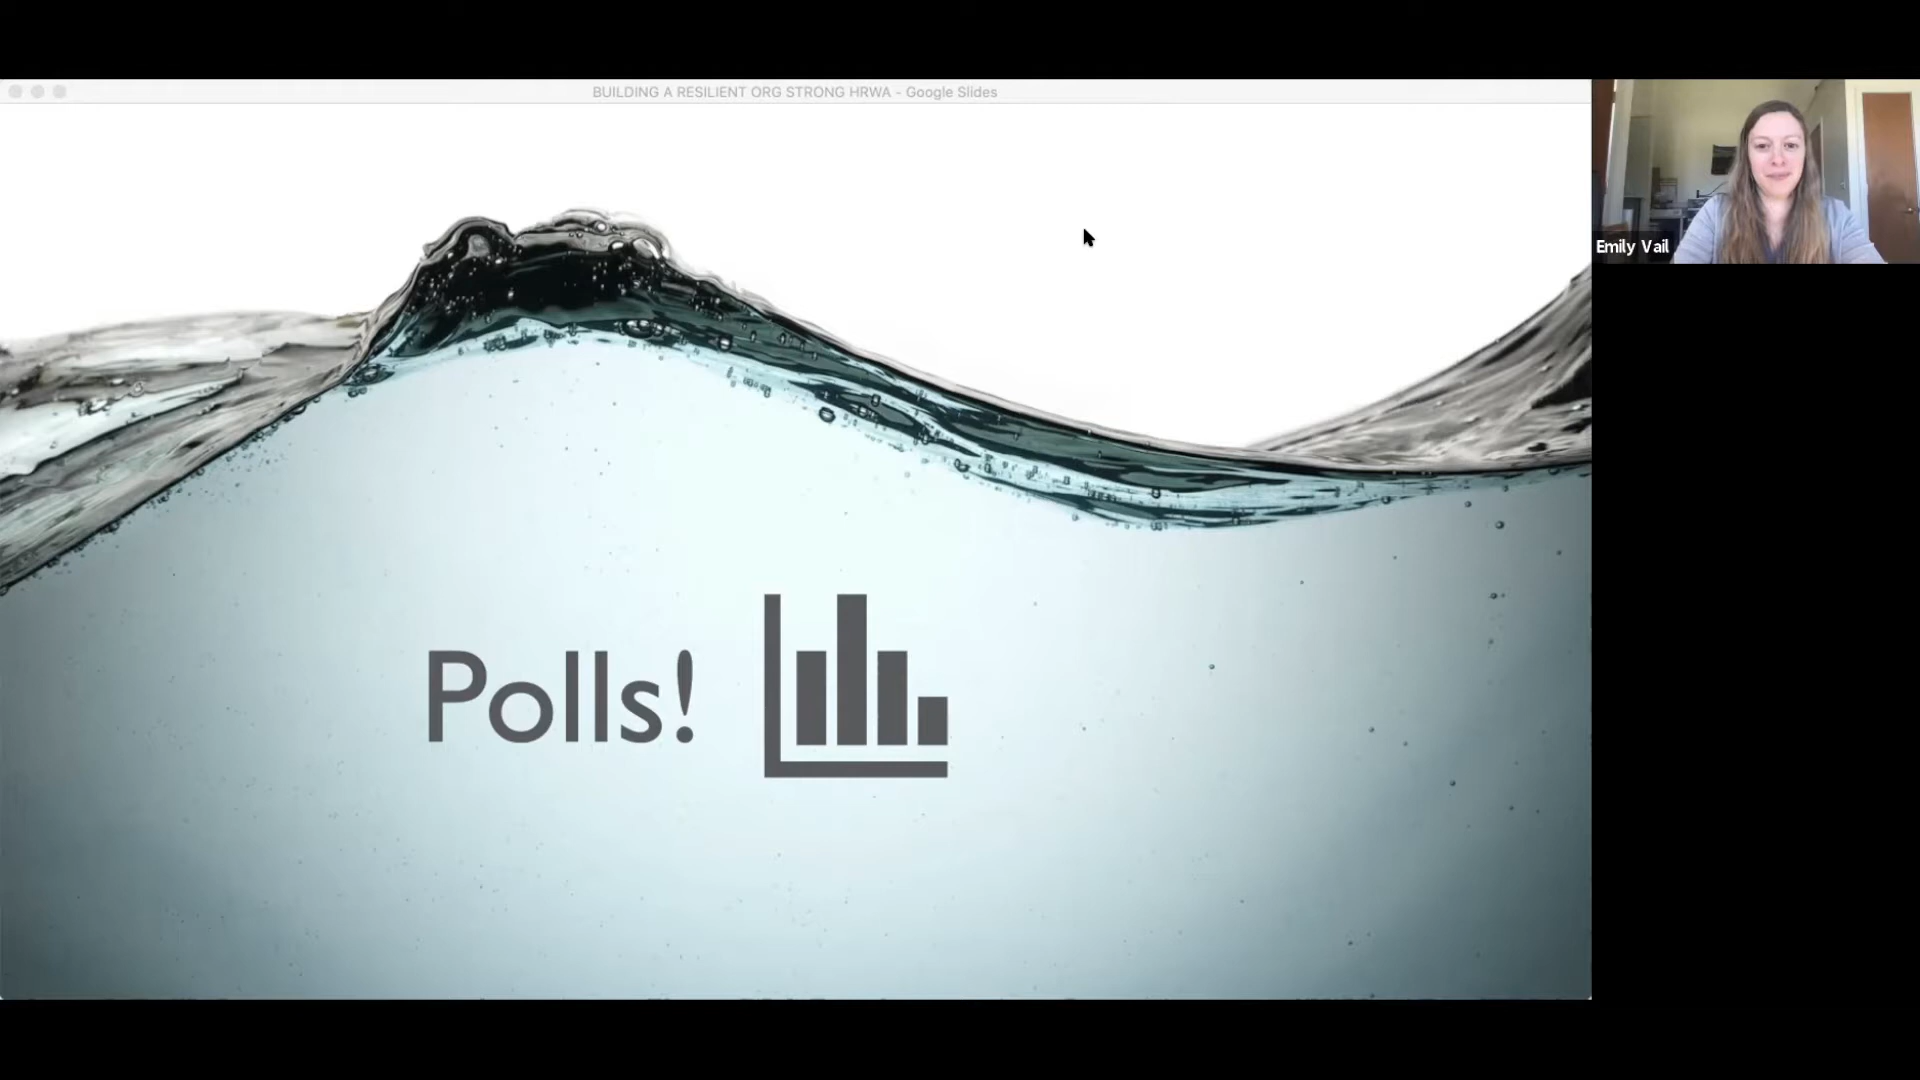 BUILDING A RESILIENT ORG STRONG HRWA - Google Slides
Emily Vail
Polls!